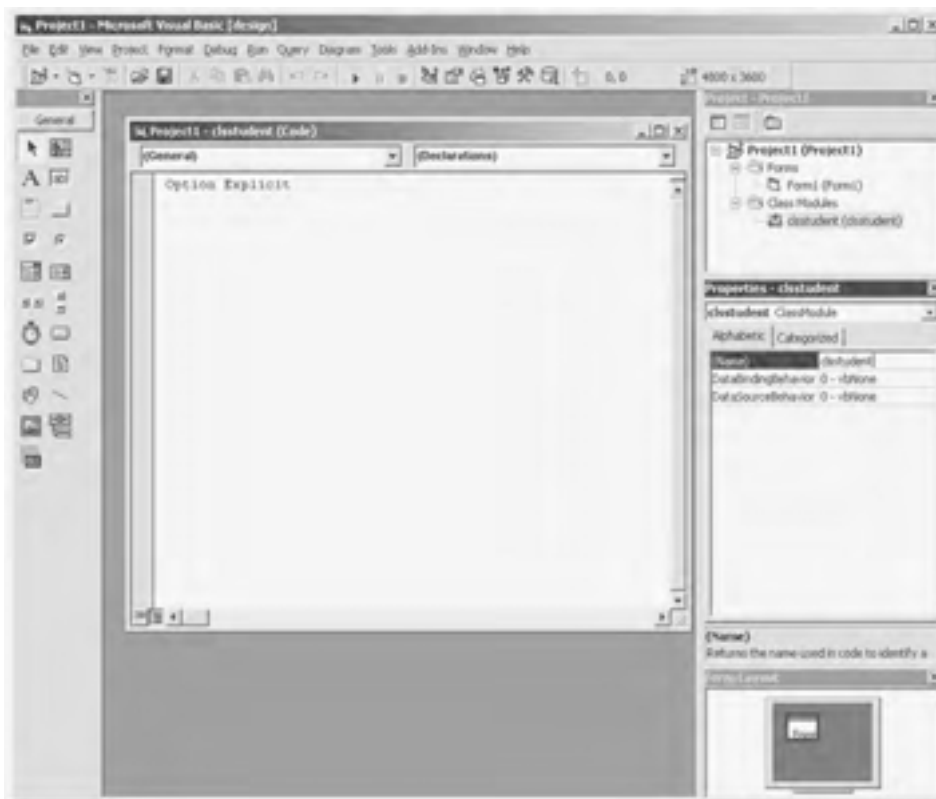 Project1 - Microsoft Visual Basic [design]
File Edit View Project Format Debug Run Query Diagram Tools Add-Ins Window Help
0, 0
4800 x 3600
General
Project1 - clsstudent (Code)
(General)
(Declarations)
Option Explicit
Project - Project1
Project1 (Project1)
Forms
Form1 (Form1)
Class Modules
clsstudent (clsstudent)
Properties - clsstudent
clsstudent ClassModule
Alphabetic
Categorized
(Name) clsstudent
DataBindingBehavior 0 - vbNone
DataSourceBehavior 0 - vbNone
(Name)
Returns the name used in code to identify a
Form Layout